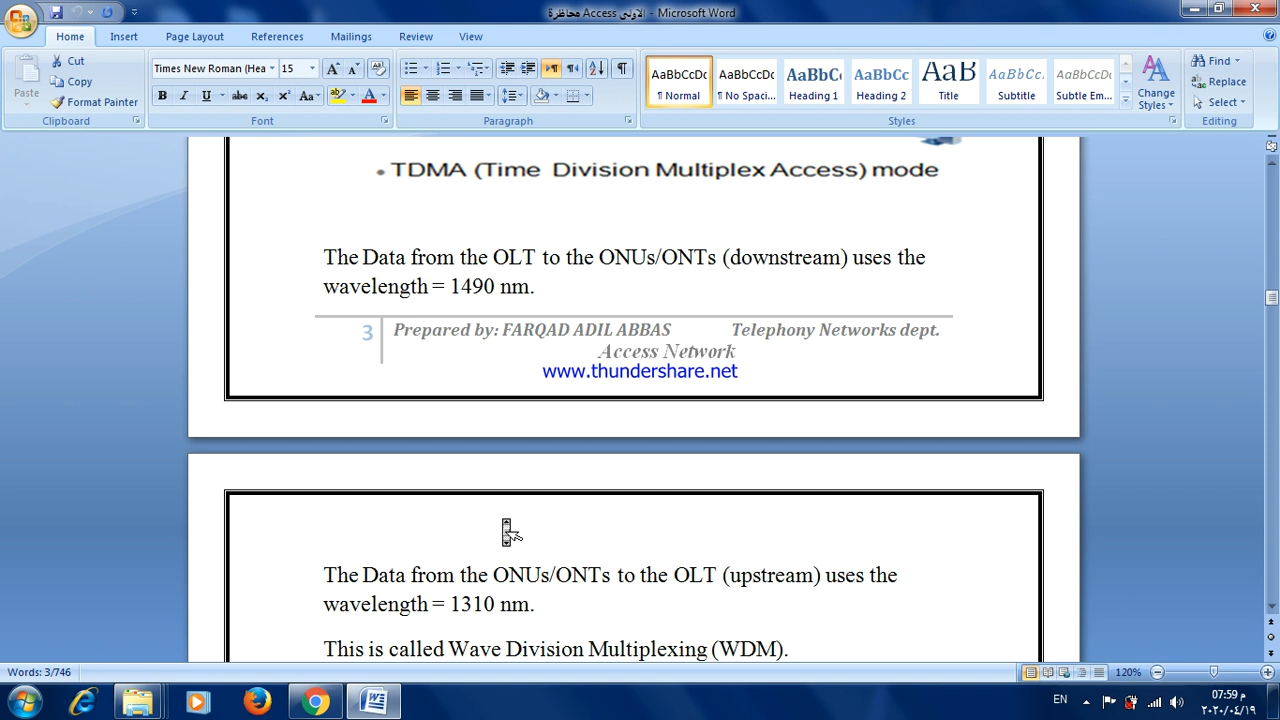 محاظرة Access الاونى - Microsoft Word
Home Insert Page Layout References Mailings Review View
Paste
Cut
Copy
Format Painter
Clipboard
Times New Roman (Hea 15
Font
Paragraph
AaBbCcDc AaBbCcDc AaBbC AaBbCc AaB AaBbCc. AaBbCc.
¶ Normal ¶ No Spaci... Heading 1 Heading 2 Title Subtitle Subtle Em...
Change Styles
Styles
Find
Replace
Select
Editing
• TDMA (Time Division Multiplex Access) mode
The Data from the OLT to the ONUs/ONTs (downstream) uses the
wavelength = 1490 nm.
3 Prepared by: FARQAD ADIL ABBAS Telephony Networks dept.
Access Network
www.thundershare.net
The Data from the ONUs/ONTs to the OLT (upstream) uses the
wavelength = 1310 nm.
This is called Wave Division Multiplexing (WDM).
Words: 3/746
120%
EN
07:59 م
٢٠٢٠/٠٤/١٩